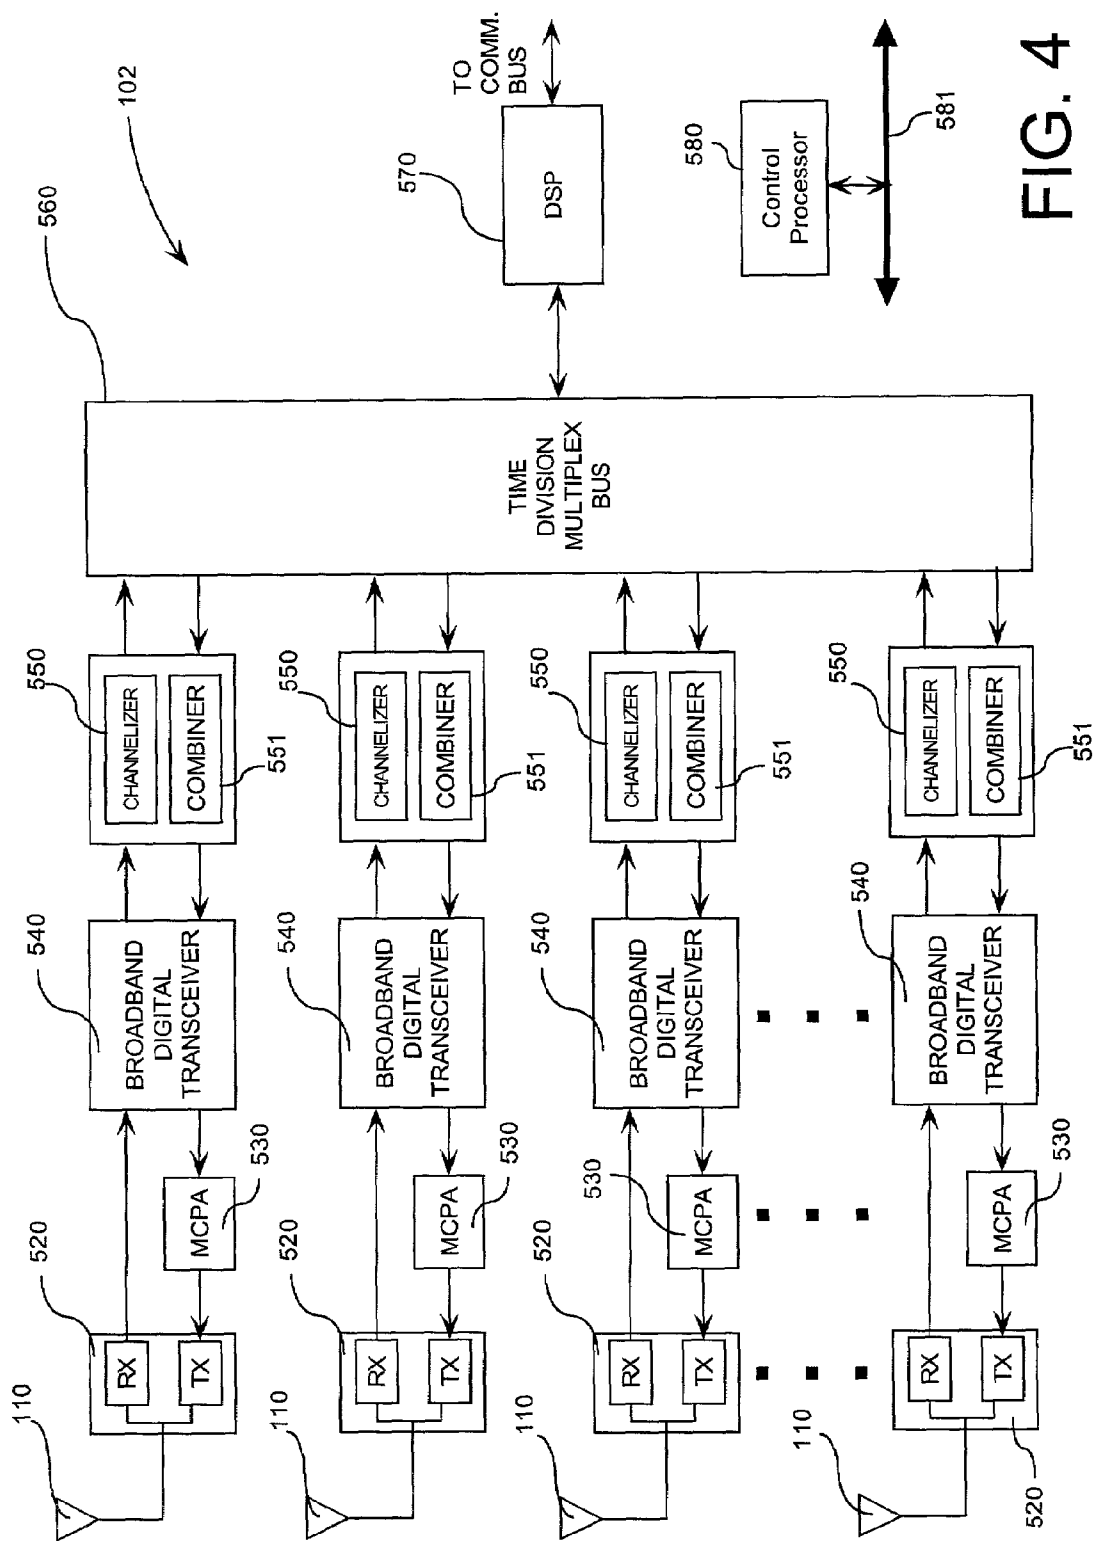 102
560
TO
COMM.
BUS
570
DSP
580
Control
Processor
581
TIME
DIVISION
MULTIPLEX
BUS
110
520
RX
TX
MCPA
530
540
BROADBAND
DIGITAL
TRANSCEIVER
550
CHANNELIZER
COMBINER
551
110
520
RX
TX
MCPA
530
540
BROADBAND
DIGITAL
TRANSCEIVER
550
CHANNELIZER
COMBINER
551
110
520
RX
TX
MCPA
530
540
BROADBAND
DIGITAL
TRANSCEIVER
550
CHANNELIZER
COMBINER
551
110
520
RX
TX
MCPA
530
540
BROADBAND
DIGITAL
TRANSCEIVER
550
CHANNELIZER
COMBINER
551
FIG. 4